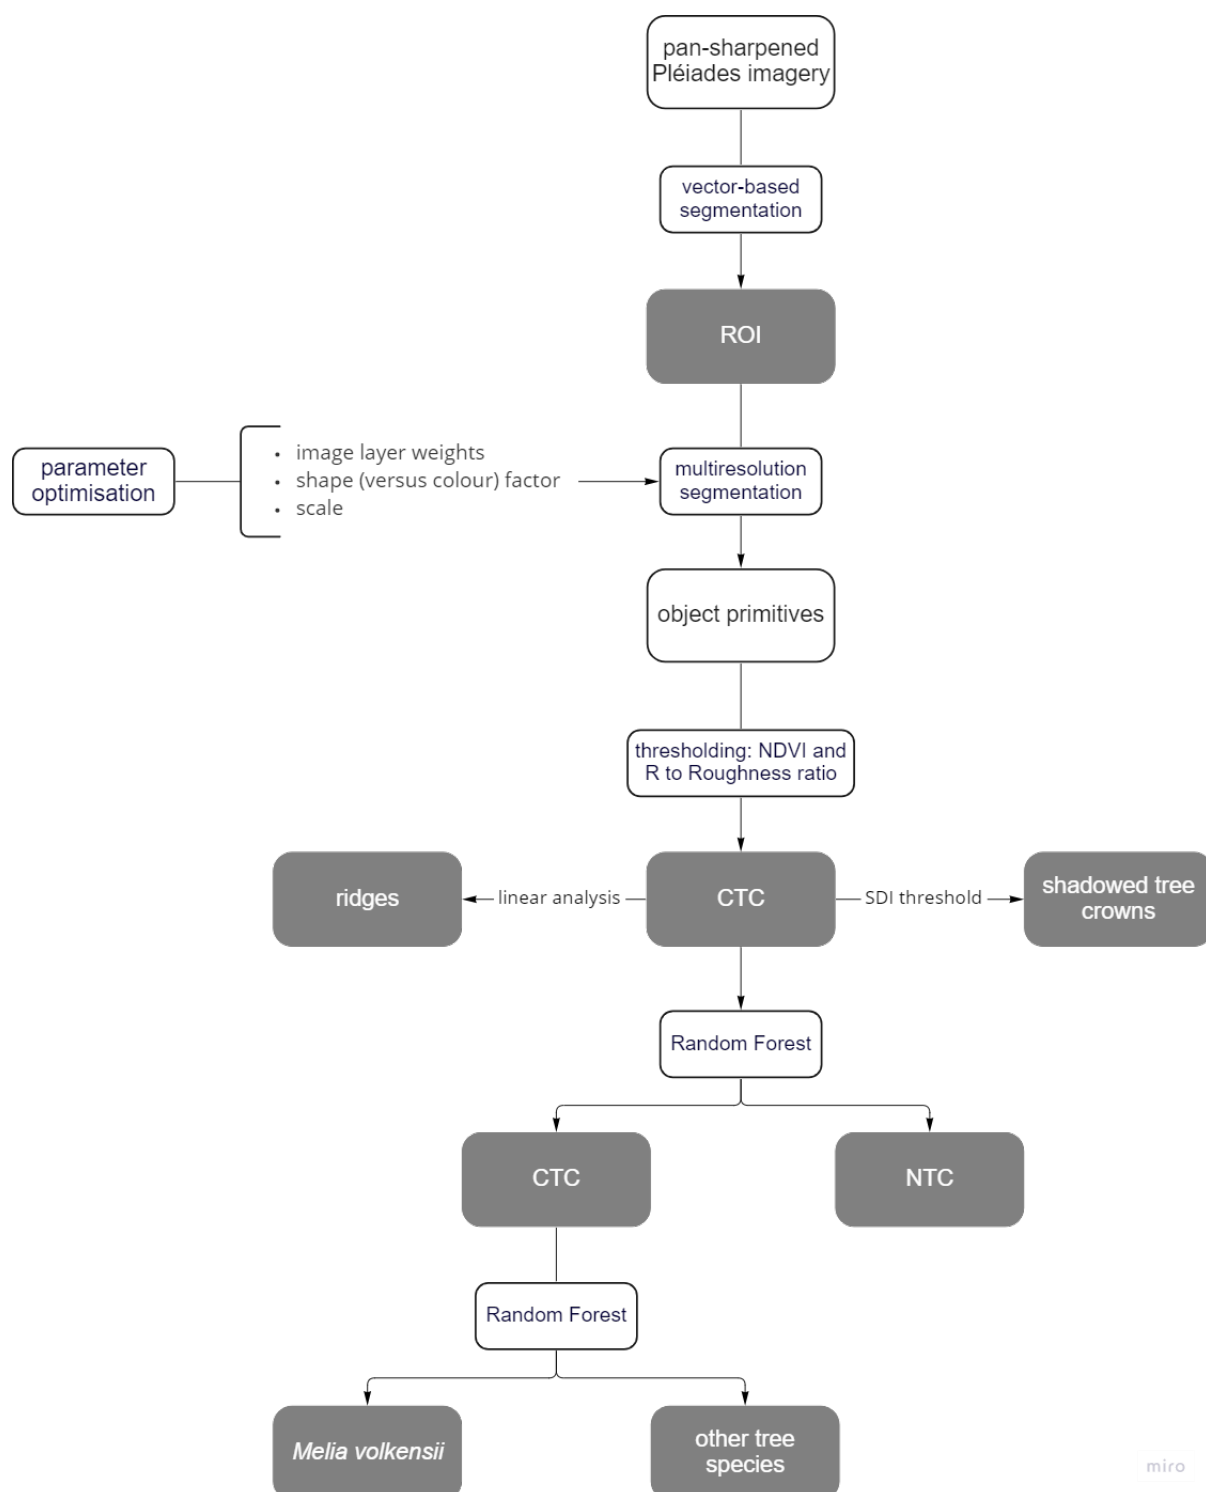 pan-sharpened
Pléiades imagery
vector-based
segmentation
ROI
parameter
optimisation
• image layer weights
• shape (versus colour) factor
• scale
multiresolution
segmentation
object primitives
thresholding: NDVI and
R to Roughness ratio
ridges
linear analysis
CTC
SDI threshold
shadowed tree
crowns
Random Forest
CTC
NTC
Random Forest
Melia volkensii
other tree
species
miro